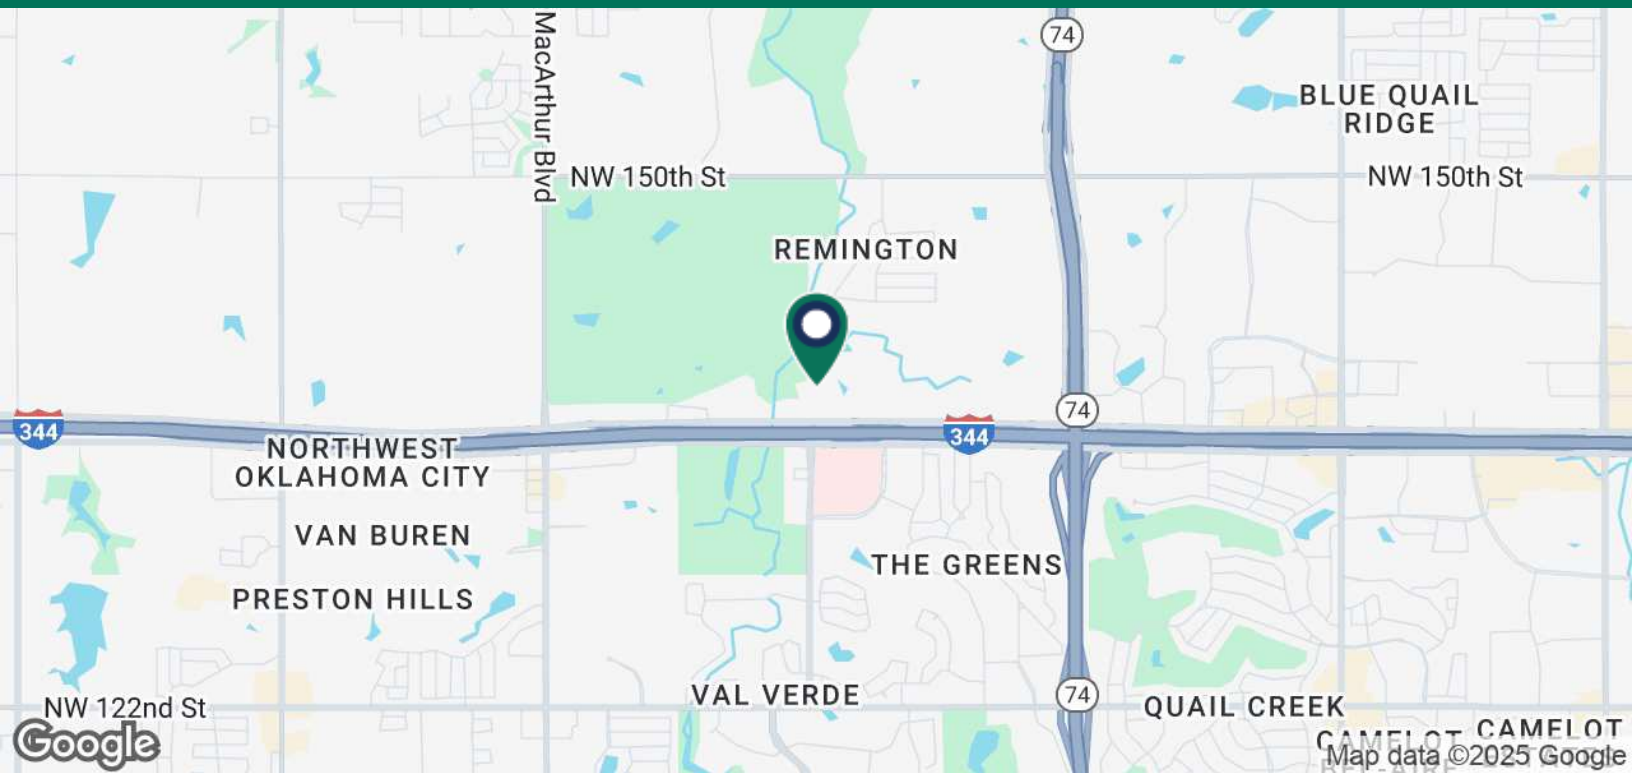 MacArthur Blvd
74
BLUE QUAIL
RIDGE
NW 150th St
NW 150th St
REMINGTON
74
344
344
NORTHWEST
OKLAHOMA CITY
VAN BUREN
THE GREENS
PRESTON HILLS
VAL VERDE
74
NW 122nd St
QUAIL CREEK
CAMELOT
CAMELOT
Google
Map data ©2025 Google